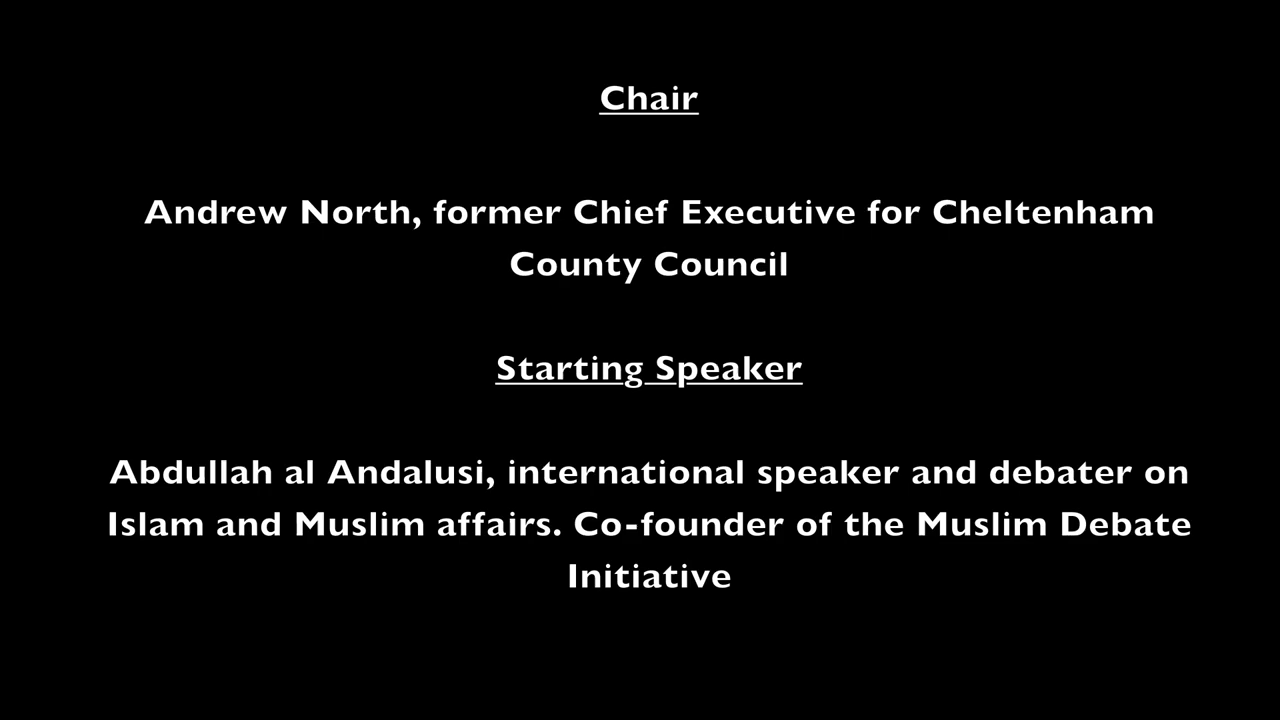 Chair
Andrew North, former Chief Executive for Cheltenham
County Council
Starting Speaker
Abdullah al Andalusi, international speaker and debater on
Islam and Muslim affairs. Co-founder of the Muslim Debate
Initiative